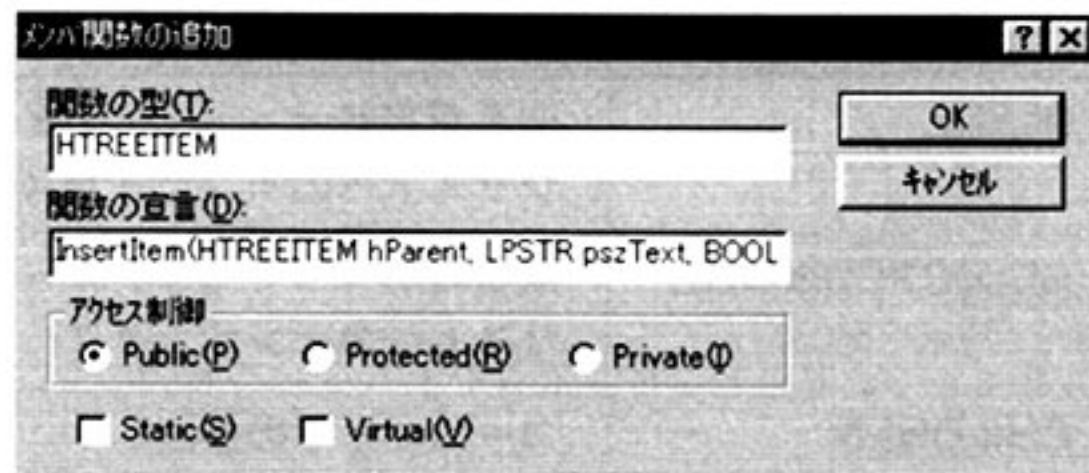 メンバ関数の追加
関数の型(T):
HTREEITEM
OK
キャンセル
関数の宣言(D):
InsertItem(HTREEITEM hParent, LPSTR pszText, BOOL
アクセス制御
Public(P) Protected(R) Private(I)
Static(S) Virtual(V)